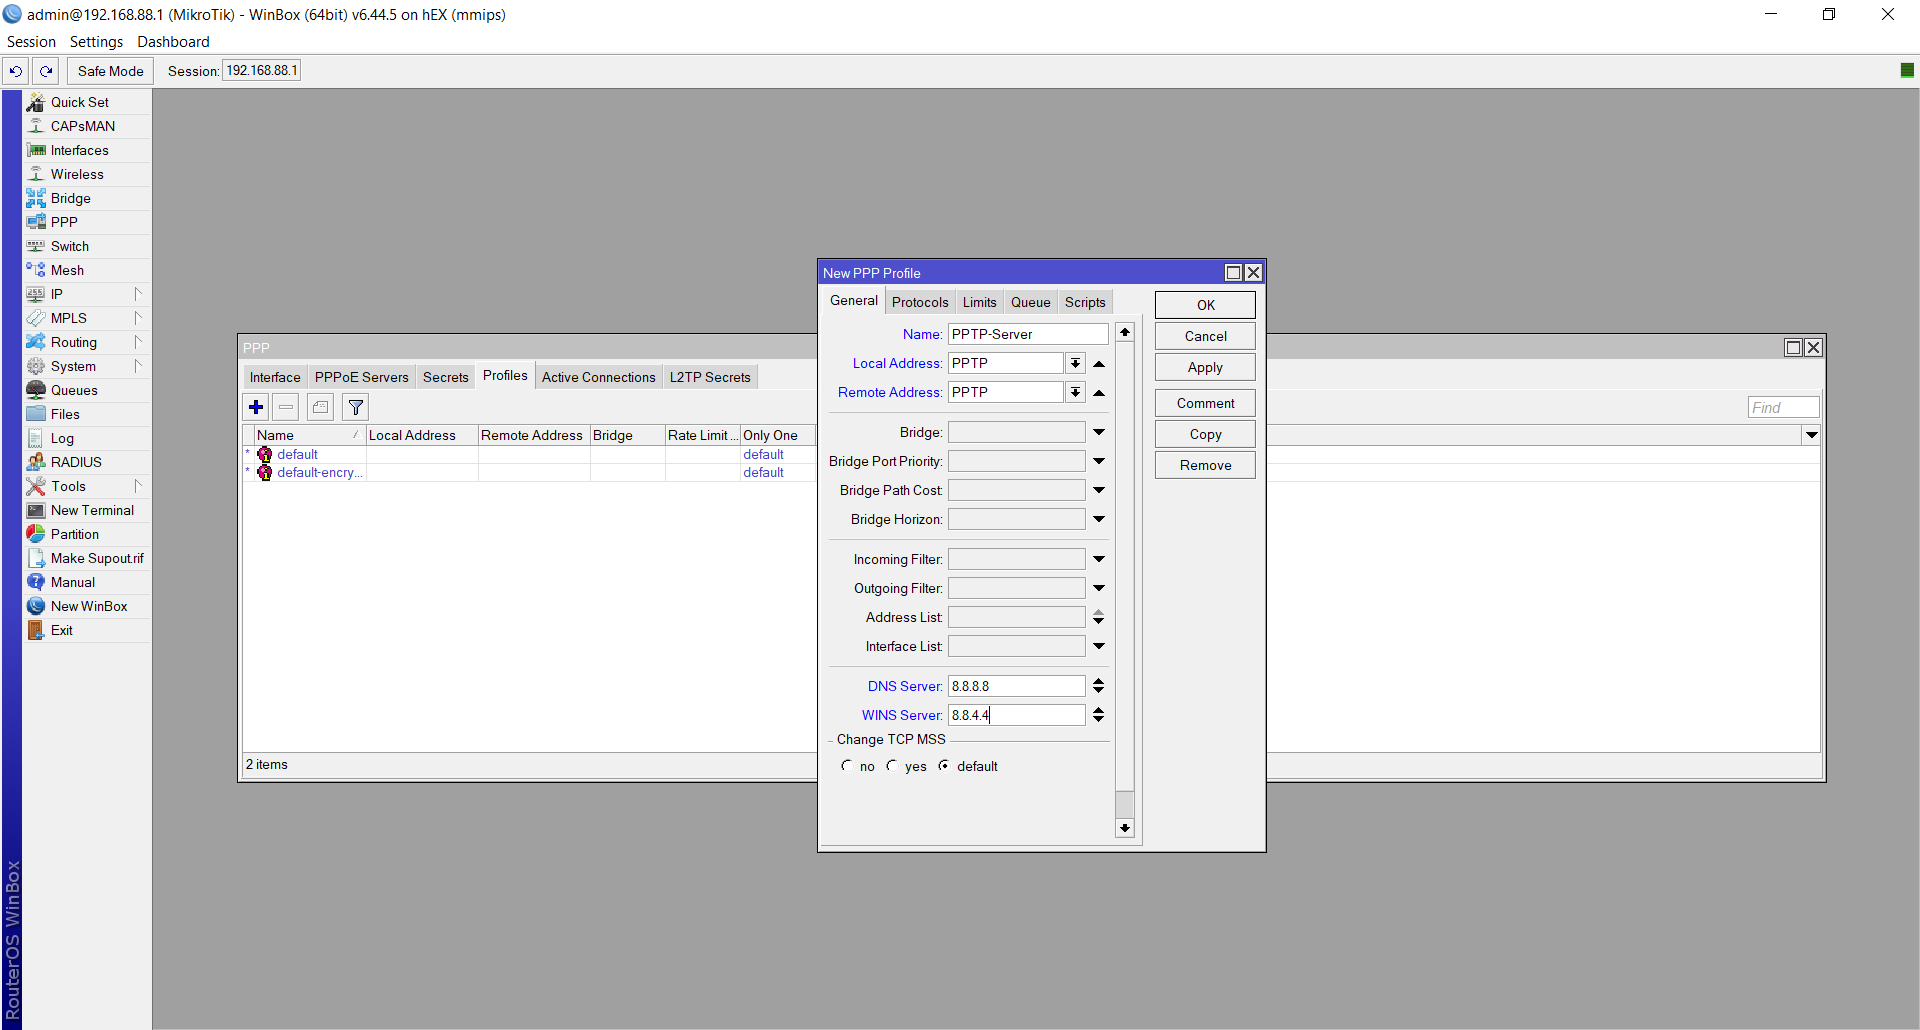 admin@192.168.88.1 (MikroTik) - WinBox (64bit) v6.44.5 on hEX (mmips)
Session Settings Dashboard
Safe Mode Session: 192.168.88.1
Quick Set
CAPsMAN
Interfaces
Wireless
Bridge
PPP
Switch
Mesh
IP
MPLS
Routing
System
Queues
Files
Log
RADIUS
Tools
New Terminal
Partition
Make Supout.rif
Manual
New WinBox
Exit
RouterOS WinBox
PPP
Interface PPPoE Servers Secrets Profiles Active Connections L2TP Secrets
Find
Name Local Address Remote Address Bridge Rate Limit ... Only One
* default default
* default-encry... default
2 items
New PPP Profile
General Protocols Limits Queue Scripts
Name: PPTP-Server
Local Address: PPTP
Remote Address: PPTP
Bridge:
Bridge Port Priority:
Bridge Path Cost:
Bridge Horizon:
Incoming Filter:
Outgoing Filter:
Address List:
Interface List:
DNS Server: 8.8.8.8
WINS Server: 8.8.4.4
Change TCP MSS
no yes default
OK
Cancel
Apply
Comment
Copy
Remove